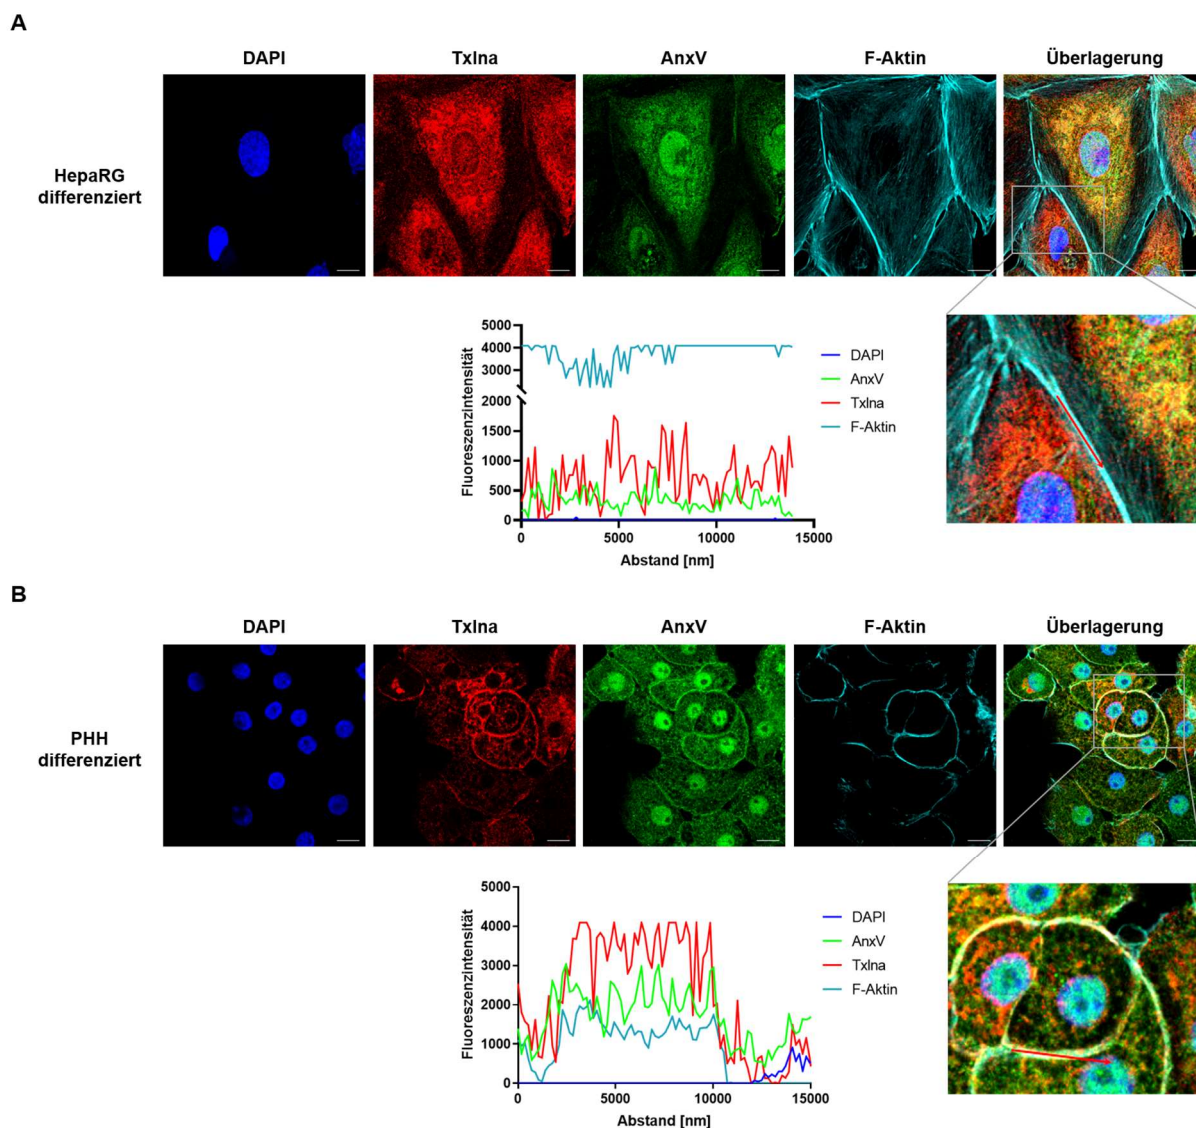 A
DAPI
Txlna
AnxV
F-Aktin
Überlagerung
HepaRG
differenziert
5000
4000
3000
2000
1500
1000
500
0
Fluoreszenzintensität
DAPI
AnxV
Txlna
F-Aktin
0
5000
10000
15000
Abstand [nm]
B
DAPI
Txlna
AnxV
F-Aktin
Überlagerung
PHH
differenziert
5000
4000
3000
2000
1000
0
Fluoreszenzintensität
DAPI
AnxV
Txlna
F-Aktin
0
5000
10000
15000
Abstand [nm]